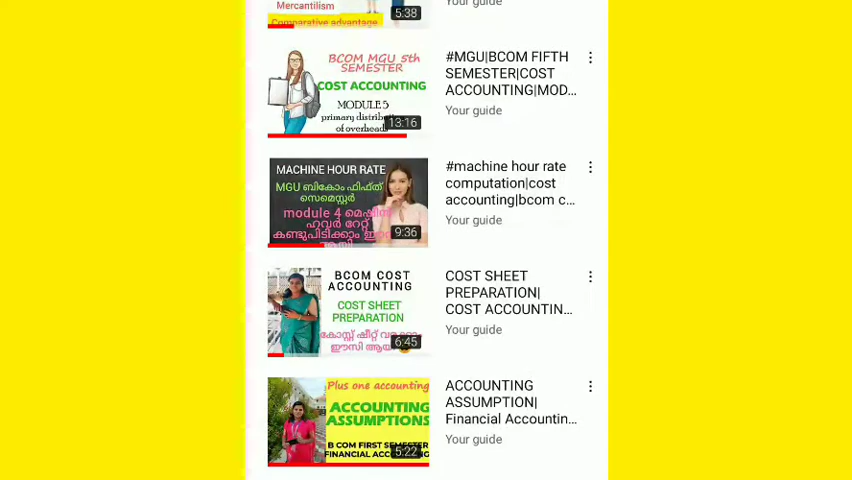 Mercantilism
Comparative advantage
5:38
Your guide
BCOM MGU 5th
SEMESTER
COST ACCOUNTING
MODULE 5
primary distribu
of overheads
13:16
#MGU|BCOM FIFTH
SEMESTER|COST
ACCOUNTING|MOD...
Your guide
MACHINE HOUR RATE
MGU ബികോം ഫിഫ്ത്
സെമെസ്റ്റർ
module 4 മെഷീൻ
ഹവർ റേറ്റ്
കണ്ടുപിടിക്കാം
9:36
#machine hour rate
computation|cost
accounting|bcom c...
Your guide
BCOM COST
ACCOUNTING
COST SHEET
PREPARATION
കോസ്റ്റ് ഷീറ്റ്
ഈസി
6:45
COST SHEET
PREPARATION|
COST ACCOUNTIN...
Your guide
Plus one accounting
ACCOUNTING
ASSUMPTIONS
B COM FIRST SEMESTER
FINANCIAL ACCOUNTING
5:22
ACCOUNTING
ASSUMPTION|
Financial Accountin...
Your guide